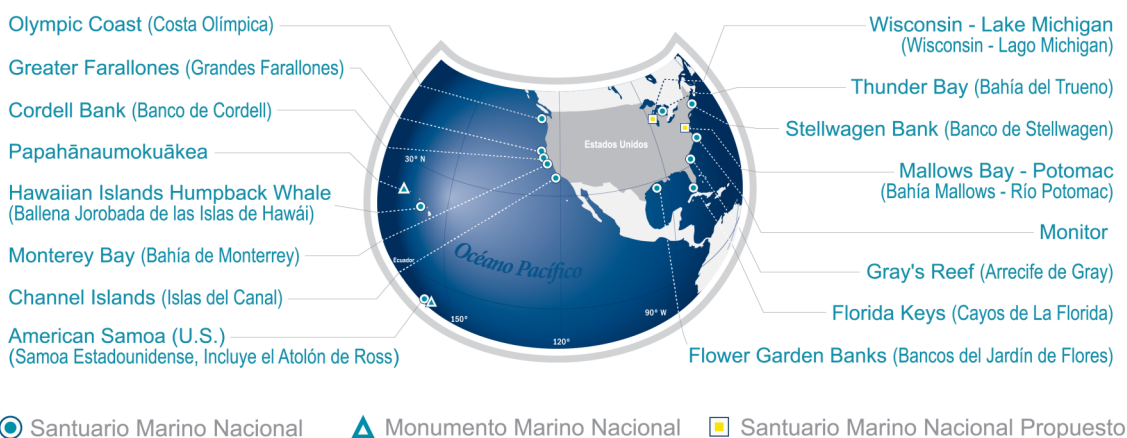 Olympic Coast (Costa Olímpica)
Greater Farallones (Grandes Farallones)
Cordell Bank (Banco de Cordell)
Papahānaumokuākea
Hawaiian Islands Humpback Whale
(Ballena Jorobada de las Islas de Hawái)
Monterey Bay (Bahía de Monterrey)
Channel Islands (Islas del Canal)
American Samoa (U.S.)
(Samoa Estadounidense, Incluye el Atolón de Ross)
Estados Unidos
30° N
Ecuador
Océano Pacífico
150°
120°
90° W
Wisconsin - Lake Michigan
(Wisconsin - Lago Michigan)
Thunder Bay (Bahía del Trueno)
Stellwagen Bank (Banco de Stellwagen)
Mallows Bay - Potomac
(Bahía Mallows - Río Potomac)
Monitor
Gray's Reef (Arrecife de Gray)
Florida Keys (Cayos de La Florida)
Flower Garden Banks (Bancos del Jardín de Flores)
Santuario Marino Nacional
Monumento Marino Nacional
Santuario Marino Nacional Propuesto